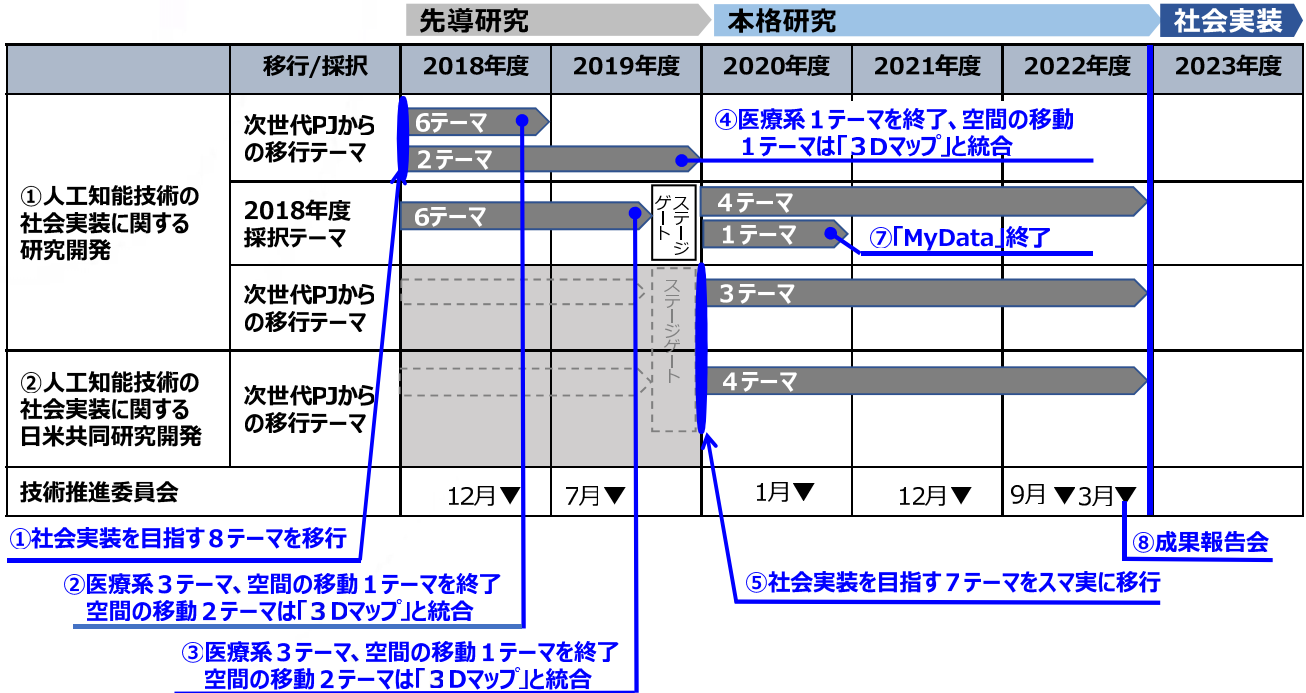 先導研究
本格研究
社会実装
移行/採択
2018年度
2019年度
2020年度
2021年度
2022年度
2023年度
①人工知能技術の
社会実装に関する
研究開発
次世代PJから
の移行テーマ
6テーマ
2テーマ
④医療系１テーマを終了、空間の移動
１テーマは「３Dマップ」と統合
2018年度
採択テーマ
6テーマ
ステージ
ゲート
４テーマ
１テーマ
⑦「MyData」終了
次世代PJから
の移行テーマ
ステージゲート
３テーマ
②人工知能技術の
社会実装に関する
日米共同研究開発
次世代PJから
の移行テーマ
４テーマ
技術推進委員会
12月▼
7月▼
1月▼
12月▼
9月 ▼3月▼
①社会実装を目指す８テーマを移行
⑧成果報告会
②医療系３テーマ、空間の移動１テーマを終了
空間の移動２テーマは「３Dマップ」と統合
⑤社会実装を目指す７テーマをスマ実に移行
③医療系３テーマ、空間の移動１テーマを終了
空間の移動２テーマは「３Dマップ」と統合